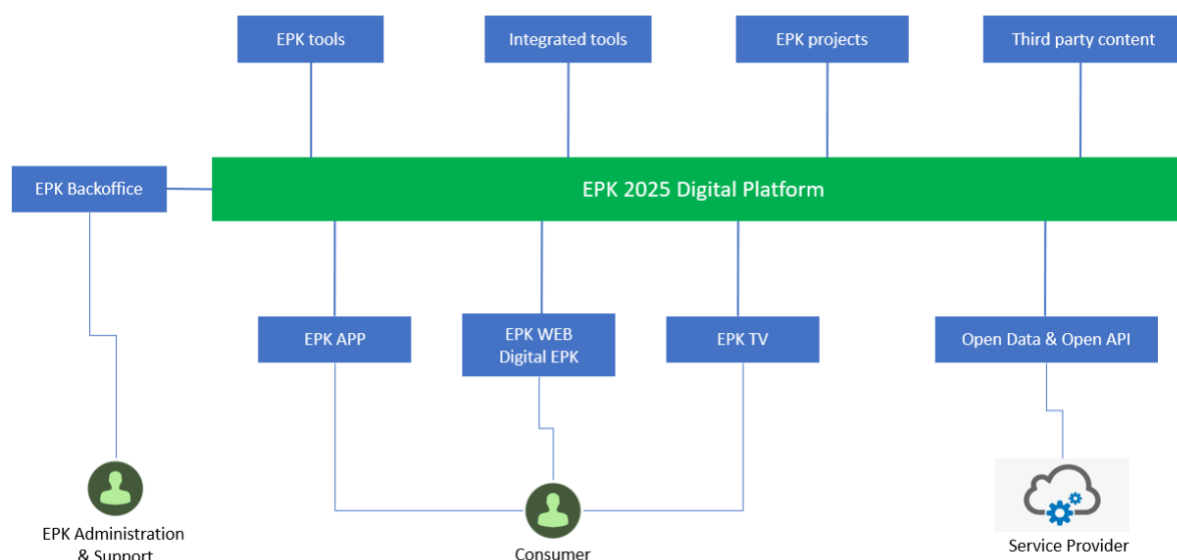 EPK tools
Integrated tools
EPK projects
Third party content
EPK Backoffice
EPK 2025 Digital Platform
EPK APP
EPK WEB
Digital EPK
EPK TV
Open Data & Open API
EPK Administration
& Support
Consumer
Service Provider